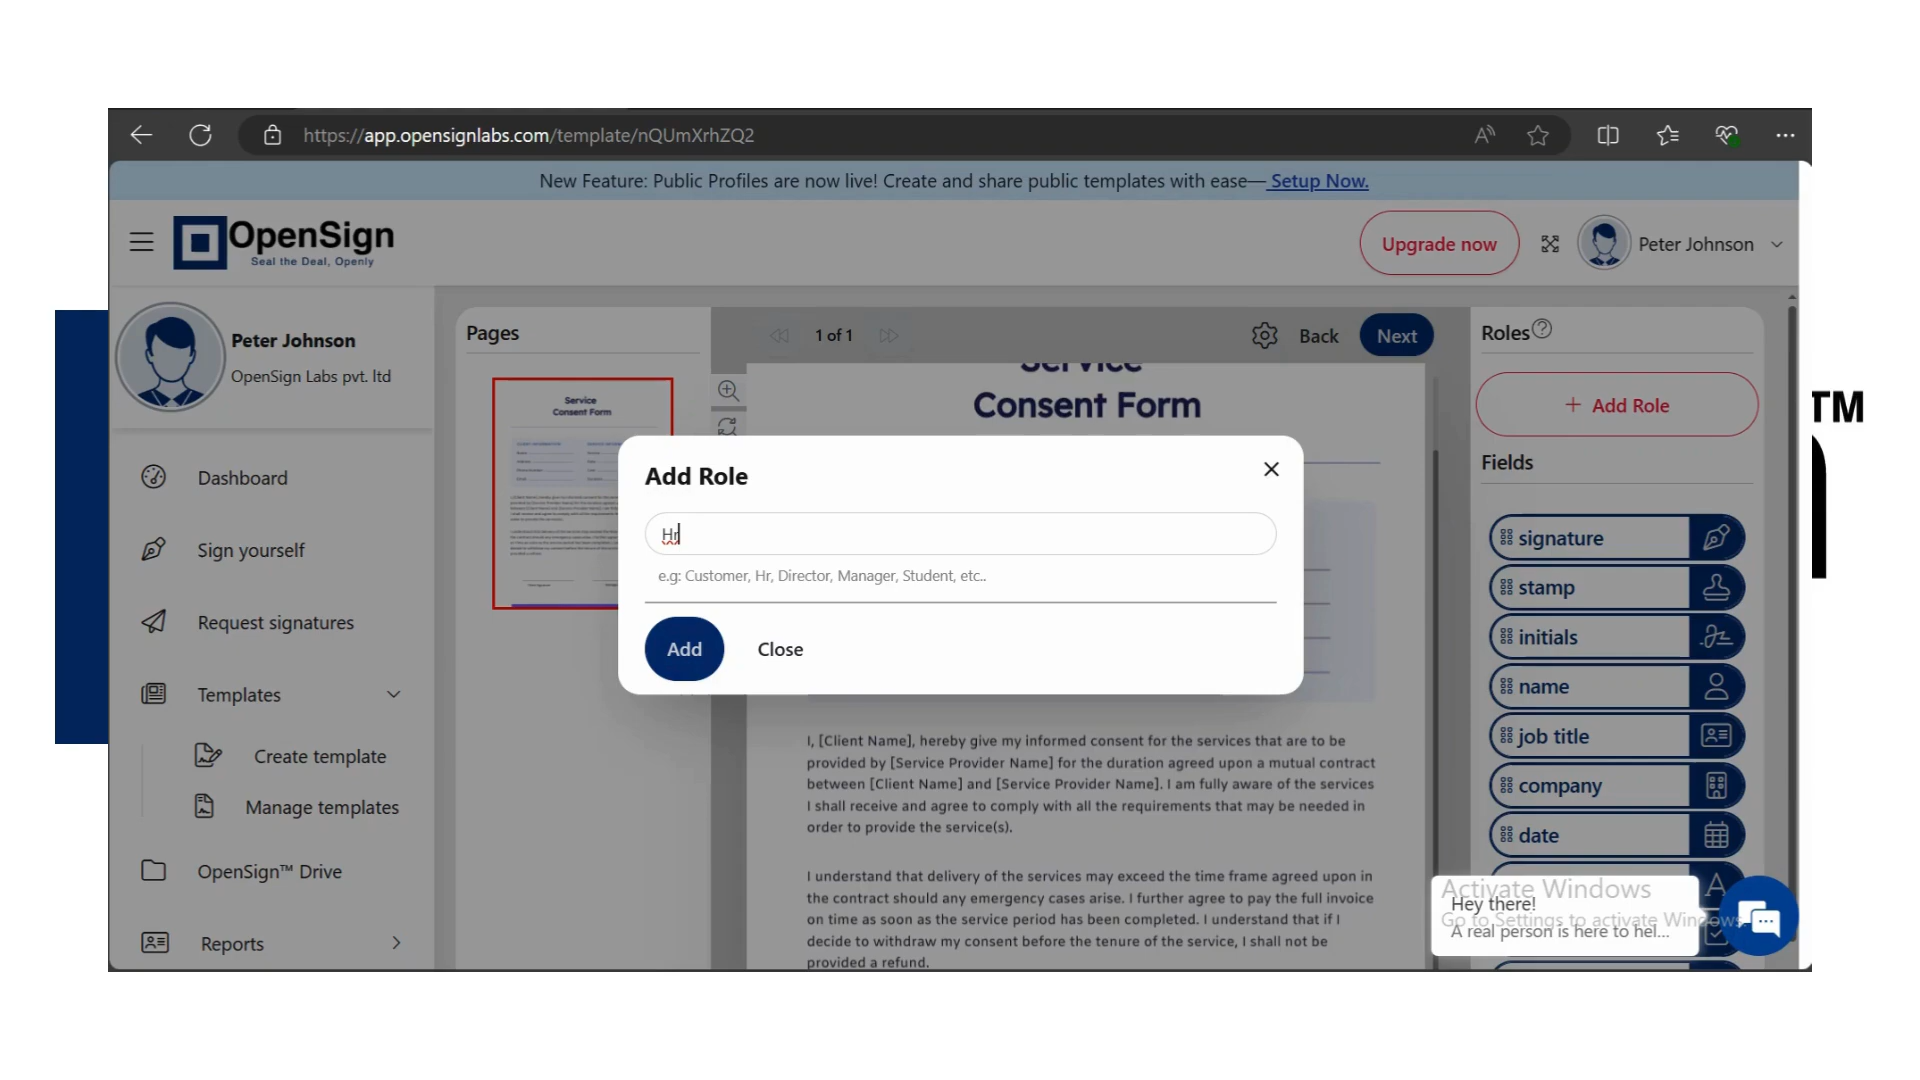 https://app.opensignlabs.com/template/nQUmXrhZQ2
New Feature: Public Profiles are now live! Create and share public templates with ease— Setup Now.
OpenSign
Seal the Deal, Openly
Upgrade now
Peter Johnson
Peter Johnson
OpenSign Labs pvt. ltd
Dashboard
Sign yourself
Request signatures
Templates
Create template
Manage templates
OpenSign™ Drive
Reports
Pages
Service
Consent Form
1 of 1
Back
Next
Service
Consent Form
Add Role
Hr
e.g: Customer, Hr, Director, Manager, Student, etc..
Add
Close
I, [Client Name], hereby give my informed consent for the services that are to be
provided by [Service Provider Name] for the duration agreed upon a mutual contract
between [Client Name] and [Service Provider Name]. I am fully aware of the services
I shall receive and agree to comply with all the requirements that may be needed in
order to provide the service(s).
I understand that delivery of the services may exceed the time frame agreed upon in
the contract should any emergency cases arise. I further agree to pay the full invoice
on time as soon as the service period has been completed. I understand that if I
decide to withdraw my consent before the tenure of the service, I shall not be
provided a refund.
Roles
+ Add Role
Fields
signature
stamp
initials
name
job title
company
date
Activate Windows
Go to Settings to activate Windows.
Hey there!
A real person is here to hel...
TM